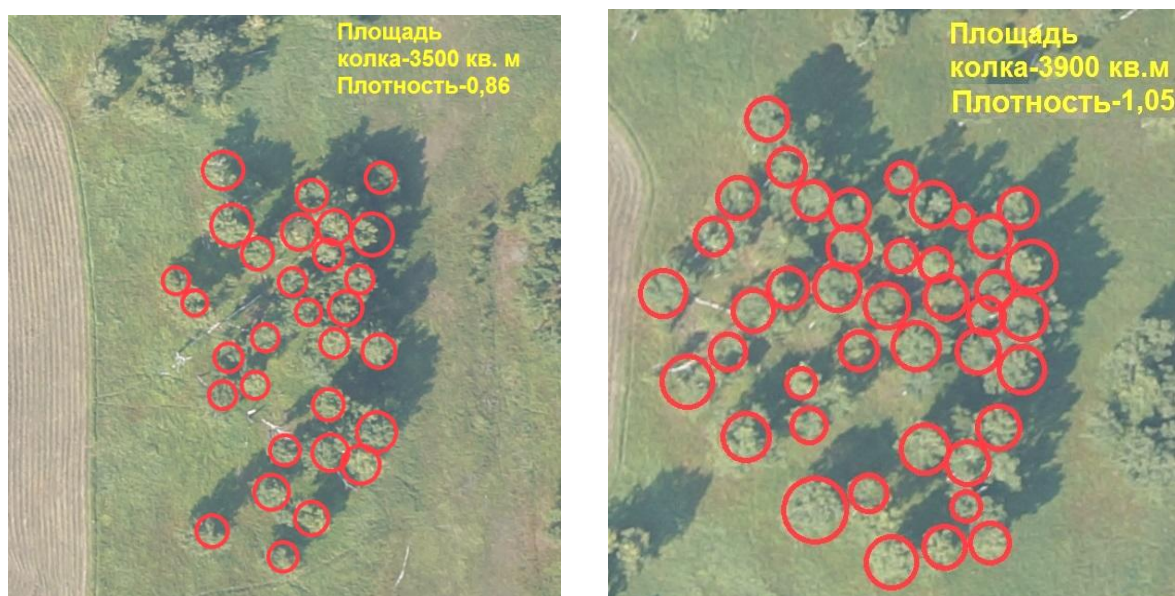 Площадь
колка-3500 кв. м
Плотность-0,86
Площадь
колка-3900 кв.м
Плотность-1,05